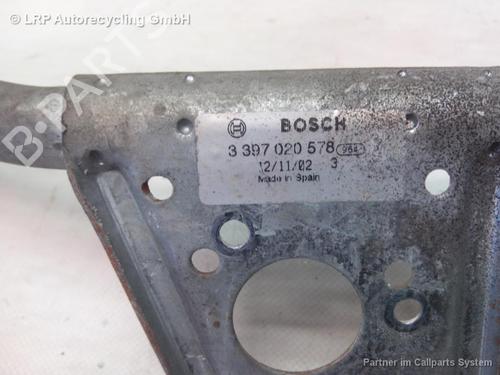 © LRP Autorecycling GmbH
B-PARTS
BOSCH
3 397 020 578 968
12/11/02 3
Made in Spain
Partner im Callparts System